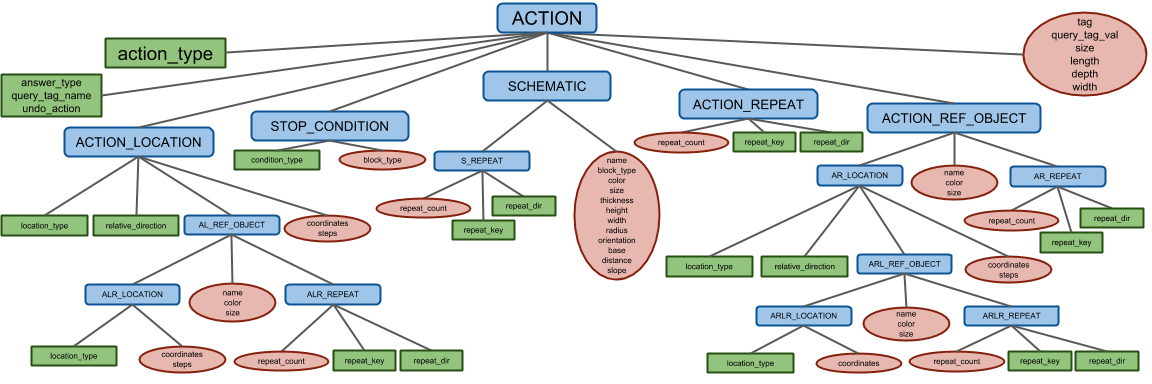 ACTION
action_type
tag
query_tag_val
size
length
depth
width
answer_type
query_tag_name
undo_action
SCHEMATIC
ACTION_REPEAT
ACTION_REF_OBJECT
STOP_CONDITION
ACTION_LOCATION
condition_type
block_type
repeat_count
repeat_key
repeat_dir
S_REPEAT
name
block_type
color
size
thickness
height
width
radius
orientation
base
distance
slope
AR_LOCATION
name
color
size
AR_REPEAT
repeat_count
repeat_key
repeat_dir
repeat_count
repeat_dir
repeat_key
location_type
relative_direction
AL_REF_OBJECT
coordinates
steps
location_type
relative_direction
ARL_REF_OBJECT
coordinates
steps
ALR_LOCATION
name
color
size
ALR_REPEAT
ARLR_LOCATION
name
color
size
ARLR_REPEAT
location_type
coordinates
steps
repeat_count
repeat_key
repeat_dir
location_type
coordinates
repeat_count
repeat_key
repeat_dir